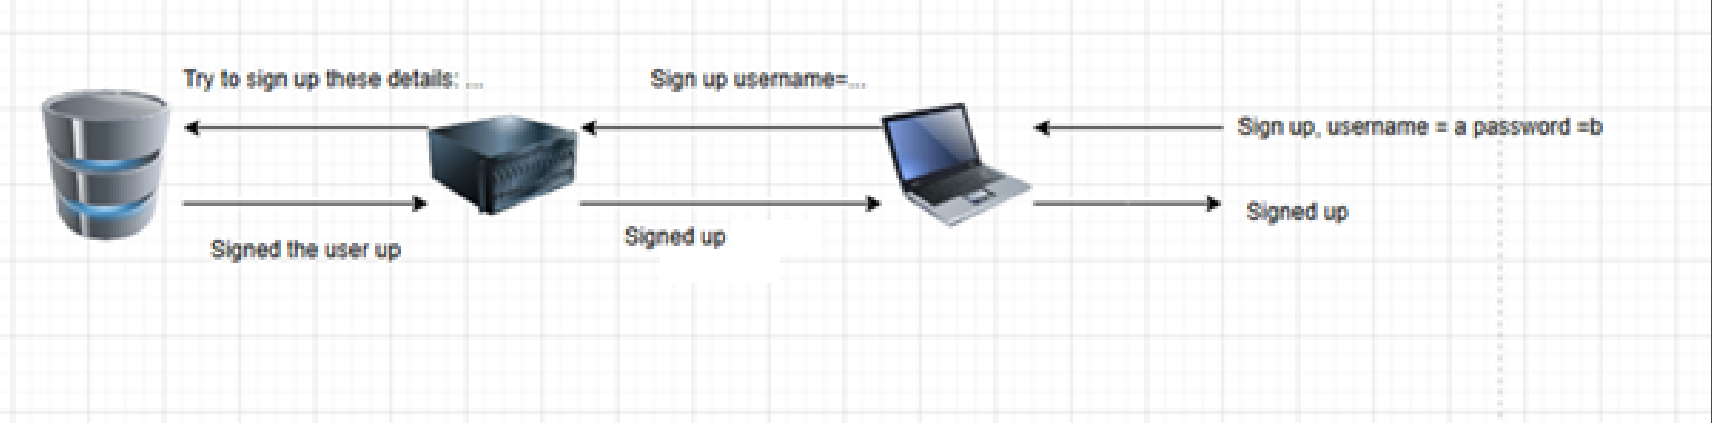 Try to sign up these details: ...
Sign up username=...
Sign up, username = a password =b
Signed the user up
Signed up
Signed up